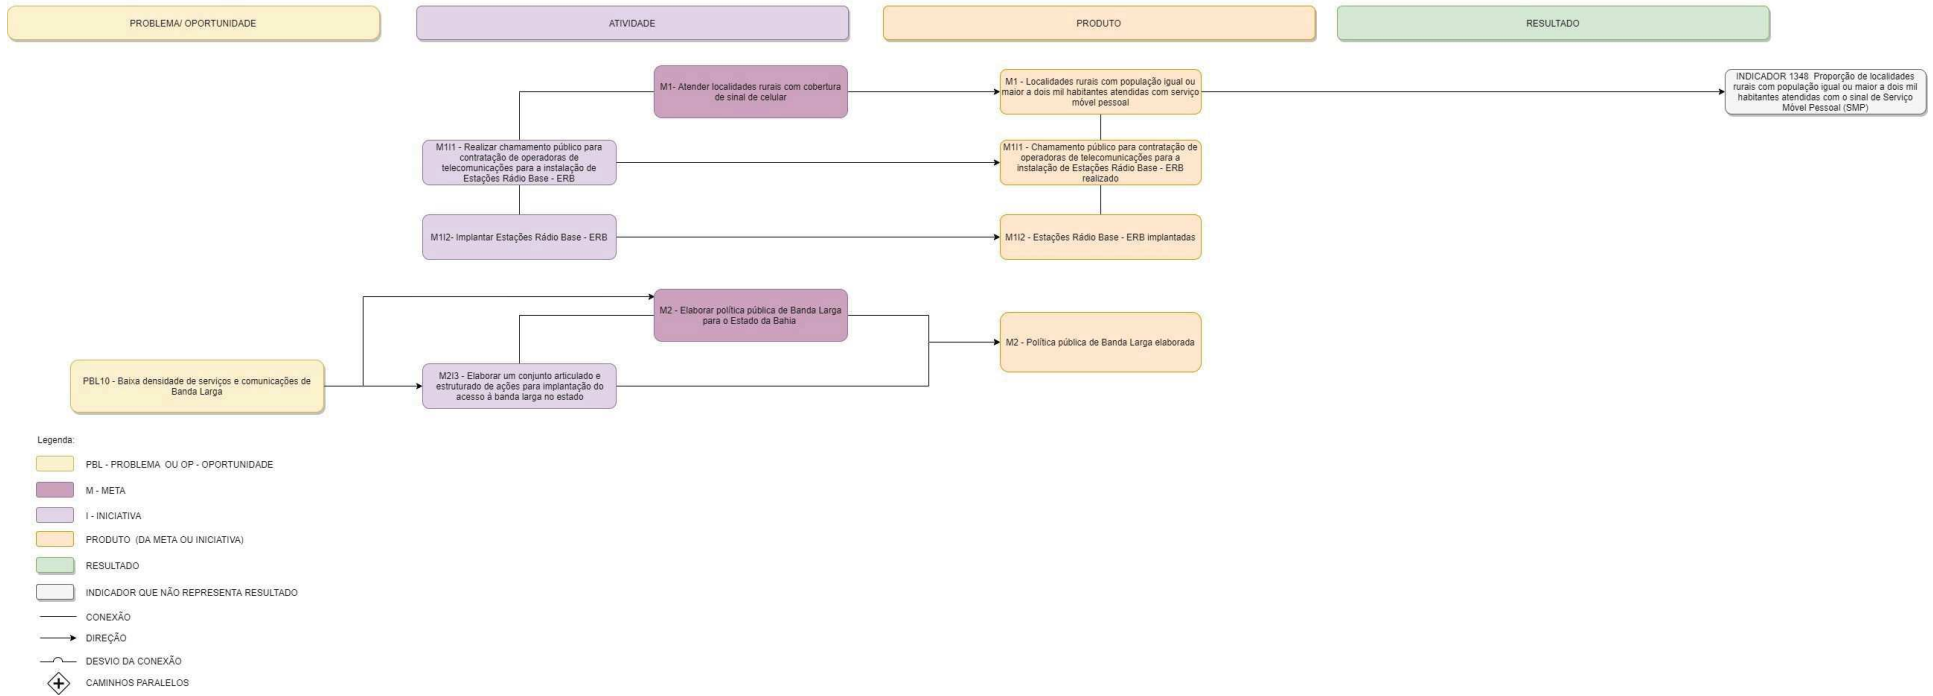 PROBLEMA/ OPORTUNIDADE
ATIVIDADE
PRODUTO
RESULTADO
M1- Atender localidades rurais com cobertura
de sinal de celular
M1 - Localidades rurais com população igual ou
maior a dois mil habitantes atendidas com serviço
móvel pessoal
INDICADOR 1348 Proporção de localidades
rurais com população igual ou maior a dois mil
habitantes atendidas com o sinal de Serviço
Móvel Pessoal (SMP)
M1I1 - Realizar chamamento público para
contratação de operadoras de
telecomunicações para a instalação de
Estações Rádio Base - ERB
M1I1 - Chamamento público para contratação de
operadoras de telecomunicações para a
instalação de Estações Rádio Base - ERB
realizado
M1I2- Implantar Estações Rádio Base - ERB
M1I2 - Estações Rádio Base - ERB implantadas
M2 - Elaborar política pública de Banda Larga
para o Estado da Bahia
M2 - Política pública de Banda Larga elaborada
PBL10 - Baixa densidade de serviços e comunicações de
Banda Larga
M2I3 - Elaborar um conjunto articulado e
estruturado de ações para implantação do
acesso á banda larga no estado
Legenda:
PBL - PROBLEMA OU OP - OPORTUNIDADE
M - META
I - INICIATIVA
PRODUTO (DA META OU INICIATIVA)
RESULTADO
INDICADOR QUE NÃO REPRESENTA RESULTADO
CONEXÃO
DIREÇÃO
DESVIO DA CONEXÃO
CAMINHOS PARALELOS